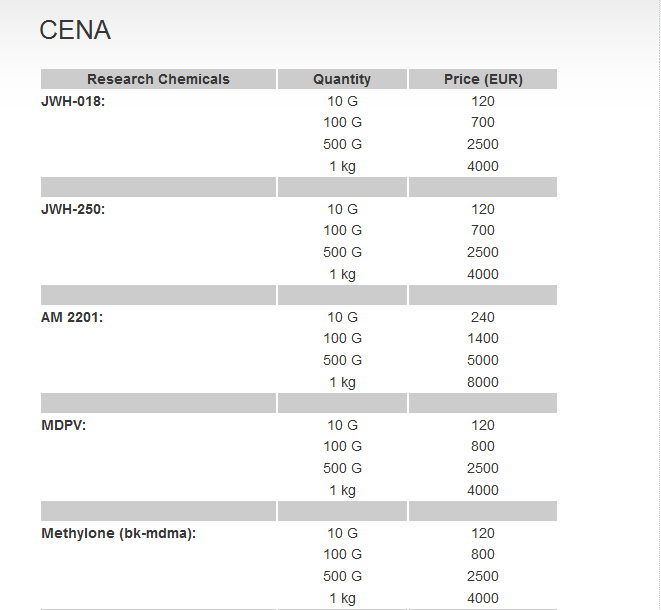 CENA
Research Chemicals Quantity Price (EUR)
JWH-018: 10 G 120
100 G 700
500 G 2500
1 kg 4000
JWH-250: 10 G 120
100 G 700
500 G 2500
1 kg 4000
AM 2201: 10 G 240
100 G 1400
500 G 5000
1 kg 8000
MDPV: 10 G 120
100 G 800
500 G 2500
1 kg 4000
Methylone (bk-mdma): 10 G 120
100 G 800
500 G 2500
1 kg 4000